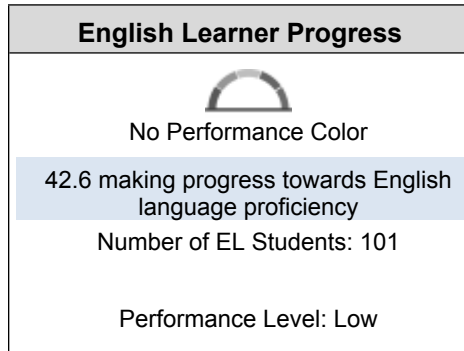 English Learner Progress
No Performance Color
42.6 making progress towards English
language proficiency
Number of EL Students: 101
Performance Level: Low